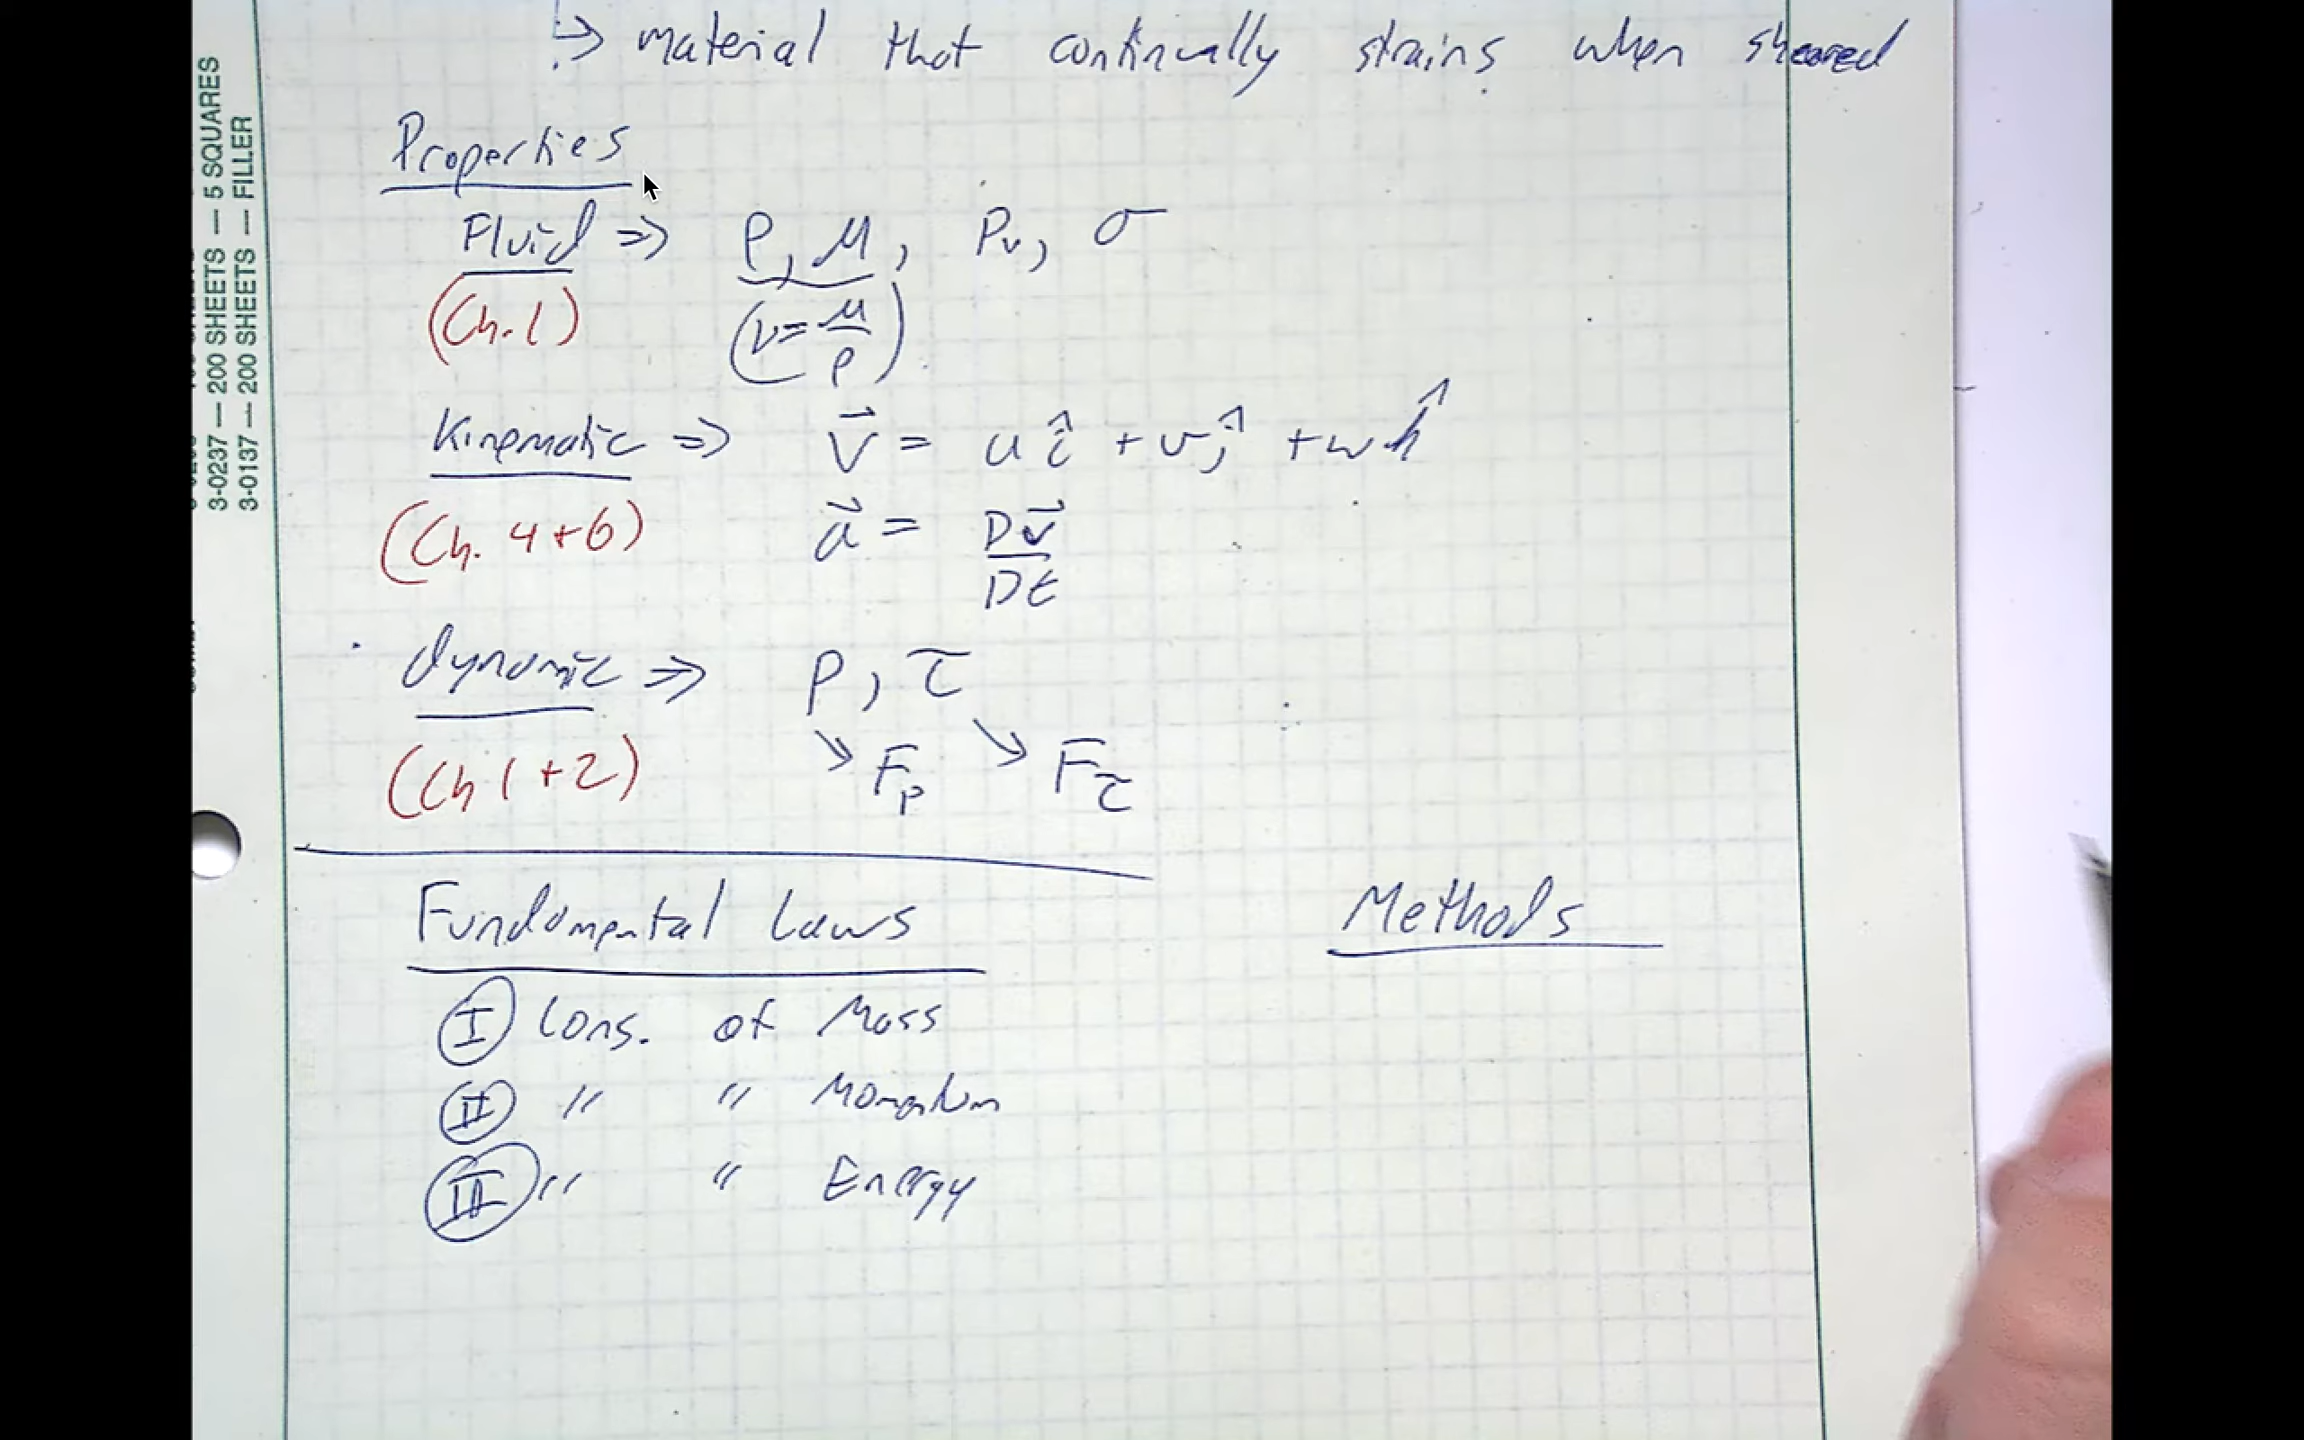 ↳ material that continually strains when sheared
Properties
Fluid ⇒ ρ, μ, Pv, σ
(Ch. 1) (ν = μ/ρ)
Kinematic ⇒ V⃗ = u î + v ĵ + w k̂
(Ch. 4+6) a⃗ = DV⃗/Dt
dynamic ⇒ P, τ
(Ch 1+2) ↘ Fp ↘ Fτ
Fundamental Laws
Methods
Ⓘ Cons. of Mass
Ⓘ︎Ⓘ " " Momentum
III " " Energy
3-0237 — 200 SHEETS — 5 SQUARES
3-0137 — 200 SHEETS — FILLER